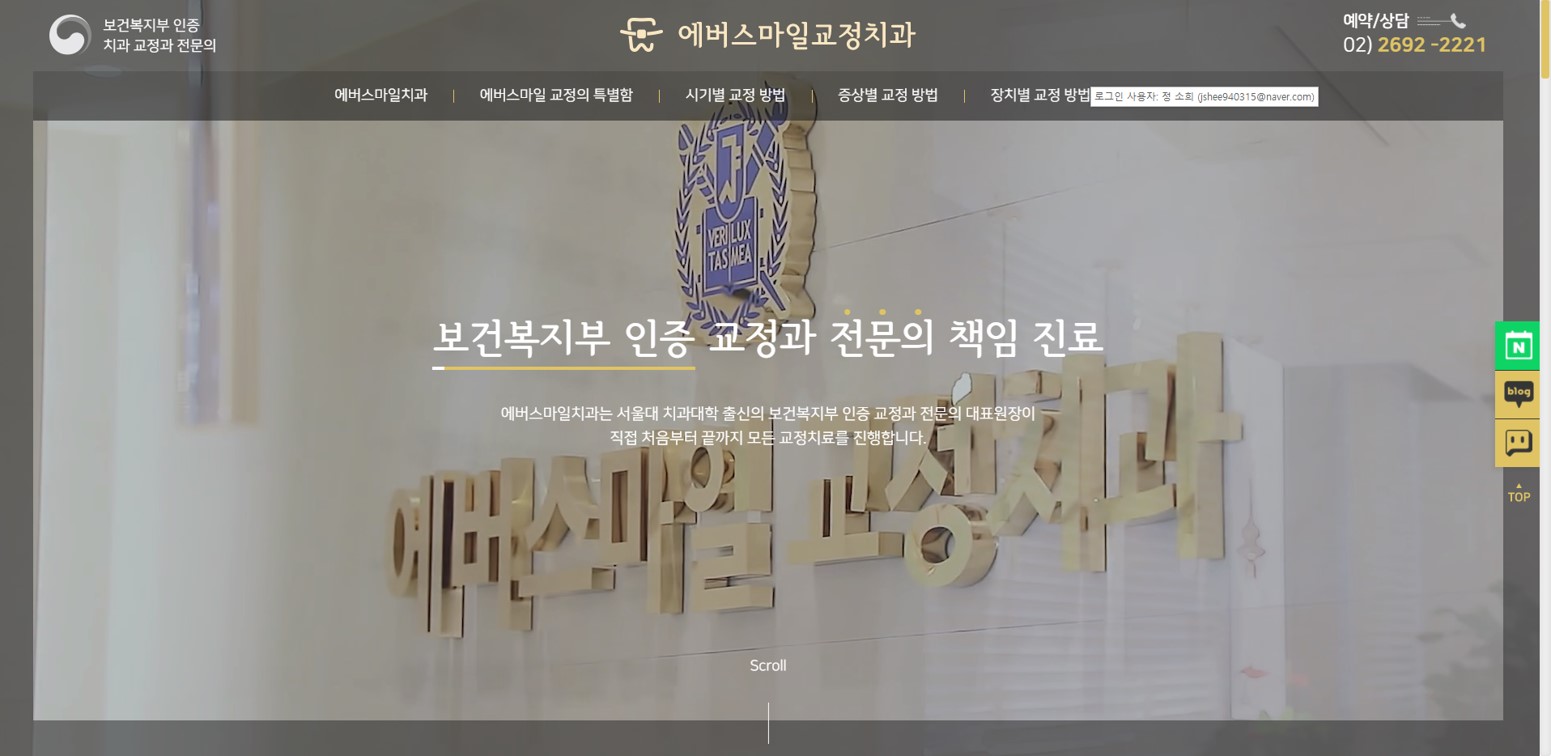 보건복지부 인증
치과 교정과 전문의
에버스마일교정치과
예약/상담
02) 2692 -2221
에버스마일치과
에버스마일 교정의 특별함
시기별 교정 방법
증상별 교정 방법
장치별 교정 방법
로그인 사용자: 정 소희 (jshee940315@naver.com)
VERI LUX
TAS MEA
보건복지부 인증 교정과 전문의 책임 진료
에버스마일치과는 서울대 치과대학 출신의 보건복지부 인증 교정과 전문의 대표원장이
직접 처음부터 끝까지 모든 교정치료를 진행합니다.
에버스마일 교정치과
N
blog
TOP
Scroll